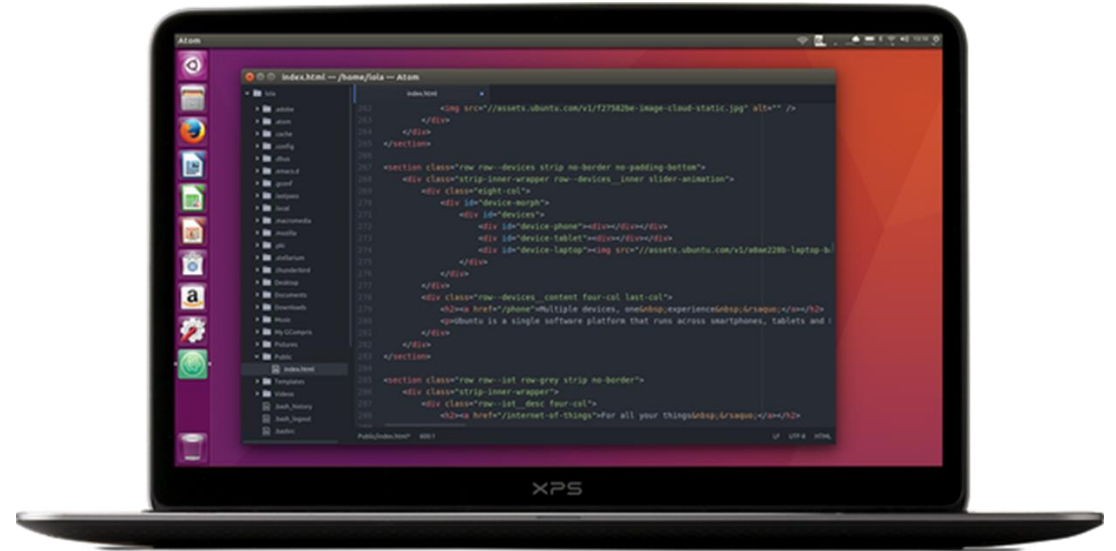 Atom
index.html — /home/iola — Atom
iola
index.html
.adobe
.atom
.cache
.config
.dbus
.emacs.d
.gconf
.lastpass
.local
.macromedia
.mozilla
.pki
.stellarium
.thunderbird
Desktop
Documents
Downloads
Music
My GCompris
Pictures
Public
index.html
Templates
Videos
.bash_history
.bash_logout
.bashrc
262 <img src="//assets.ubuntu.com/v1/f27582be-image-cloud-static.jpg" alt="" />
263 </div>
264 </div>
265 </section>
266
267 <section class="row row--devices strip no-border no-padding-bottom">
268 <div class="strip-inner-wrapper row--devices__inner slider-animation">
269 <div class="eight-col">
270 <div id="device-morph">
271 <div id="devices">
272 <div id="device-phone"><div></div></div>
273 <div id="device-tablet"><div></div></div>
274 <div id="device-laptop"><img src="//assets.ubuntu.com/v1/a0ae228b-laptop-b
275 </div>
276 </div>
277 </div>
278 <div class="row--devices__content four-col last-col">
279 <h2><a href="/phone">Multiple devices, one&nbsp;experience&nbsp;&rsaquo;</a></h2>
280 <p>Ubuntu is a single software platform that runs across smartphones, tablets and
281 </div>
282 </div>
283 </section>
284
285 <section class="row row--iot row-grey strip no-border">
286 <div class="strip-inner-wrapper">
287 <div class="row--iot__desc four-col">
288 <h2><a href="/internet-of-things">For all your things&nbsp;&rsaquo;</a></h2>
Public/index.html* 400:1
LF UTF-8 HTML
a
XPS